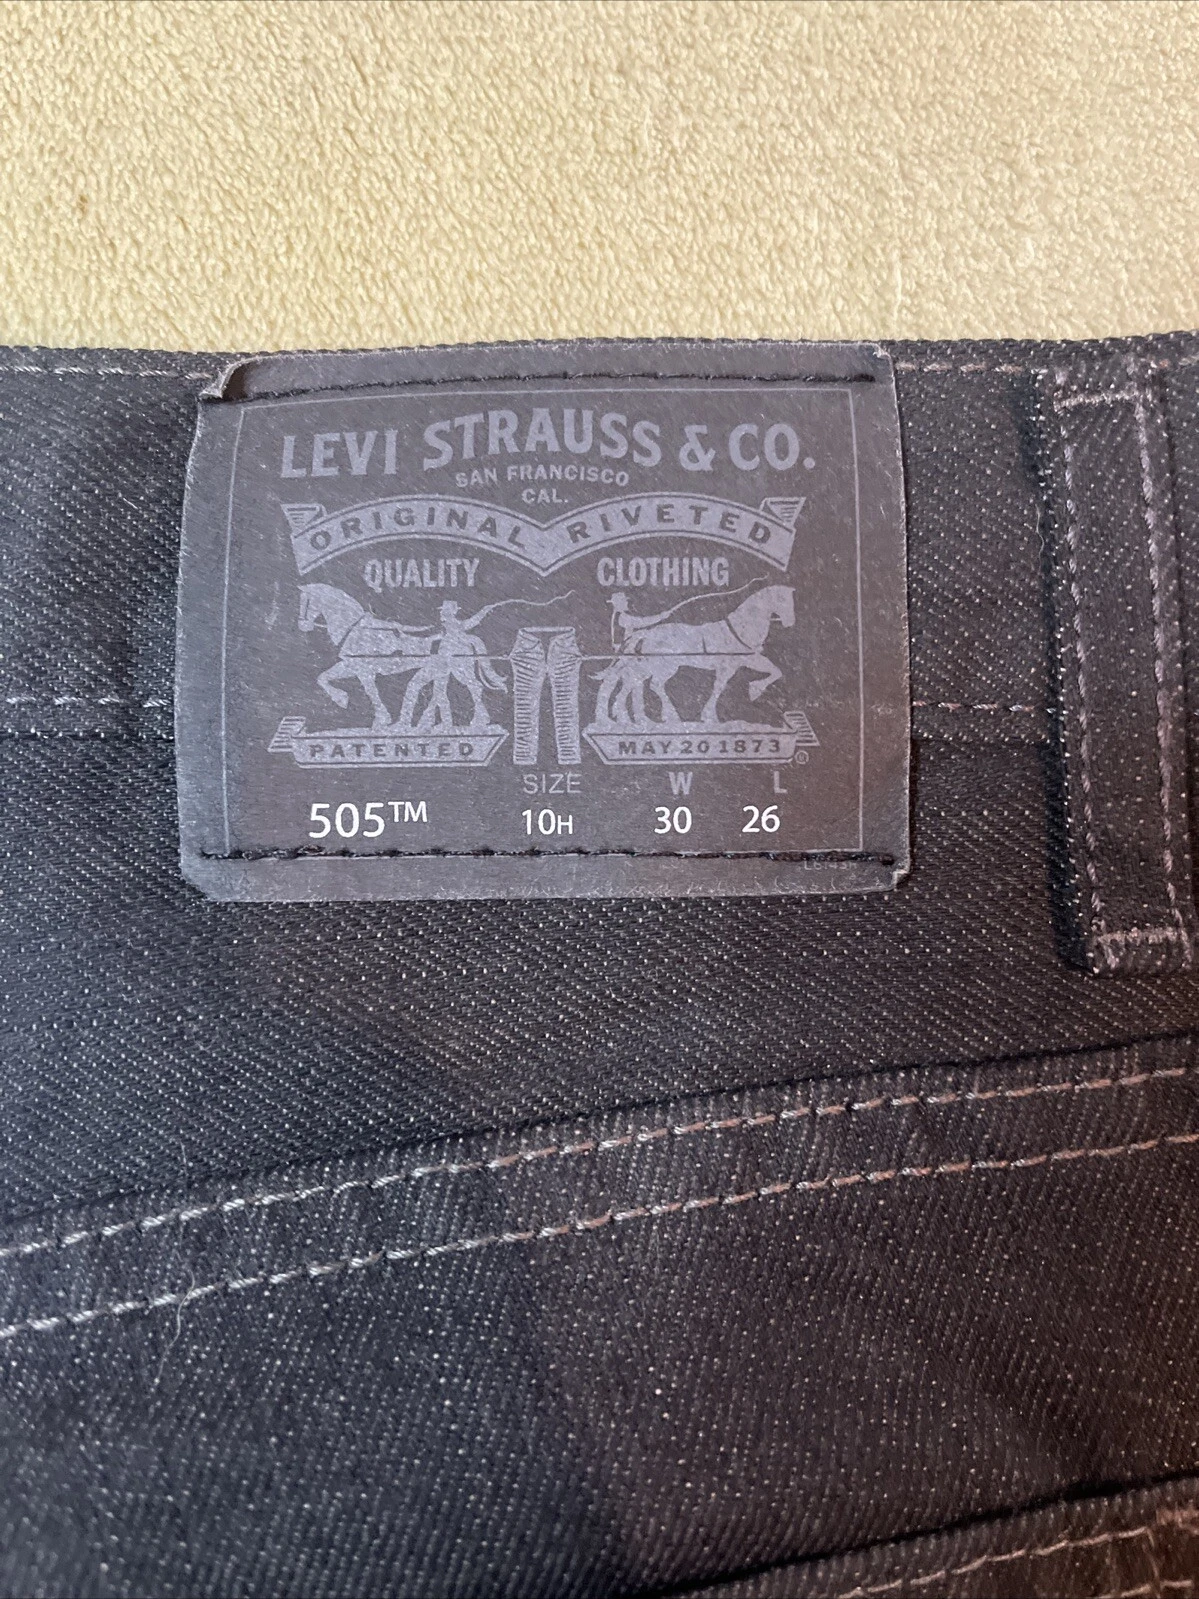 LEVI STRAUSS & CO.
SAN FRANCISCO
CAL.
ORIGINAL RIVETED
QUALITY CLOTHING
PATENTED MAY 20 1873 ®
SIZE W L
505™ 10H 30 26